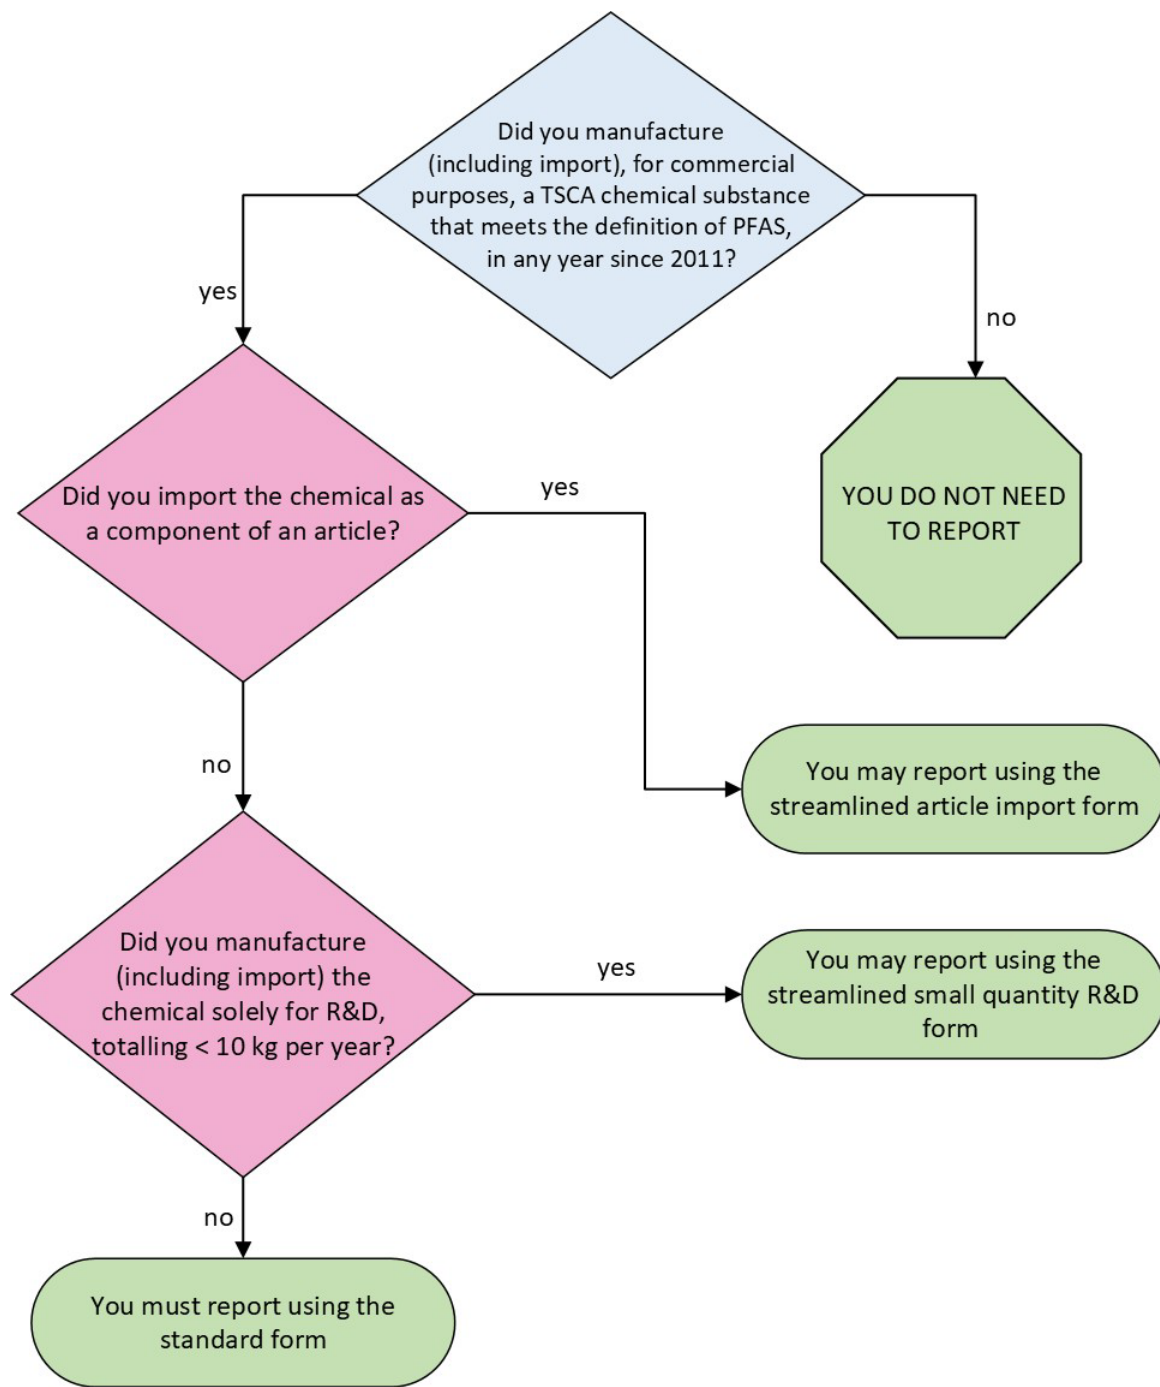 Did you manufacture
(including import), for commercial
purposes, a TSCA chemical substance
that meets the definition of PFAS,
in any year since 2011?
yes
no
Did you import the chemical as
a component of an article?
yes
YOU DO NOT NEED
TO REPORT
no
You may report using the
streamlined article import form
Did you manufacture
(including import) the
chemical solely for R&D,
totalling < 10 kg per year?
yes
You may report using the
streamlined small quantity R&D
form
no
You must report using the
standard form